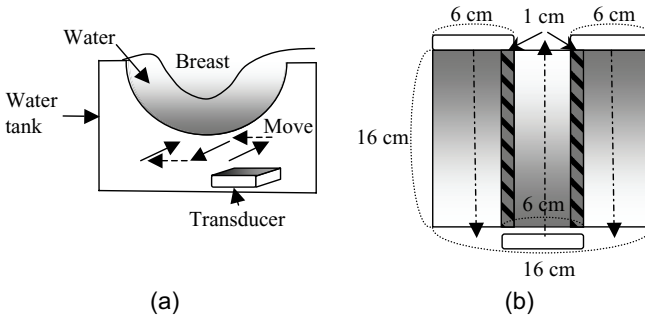 Water
Breast
Water
tank
Move
Transducer
(a)
6 cm
1 cm
6 cm
16 cm
6 cm
16 cm
(b)